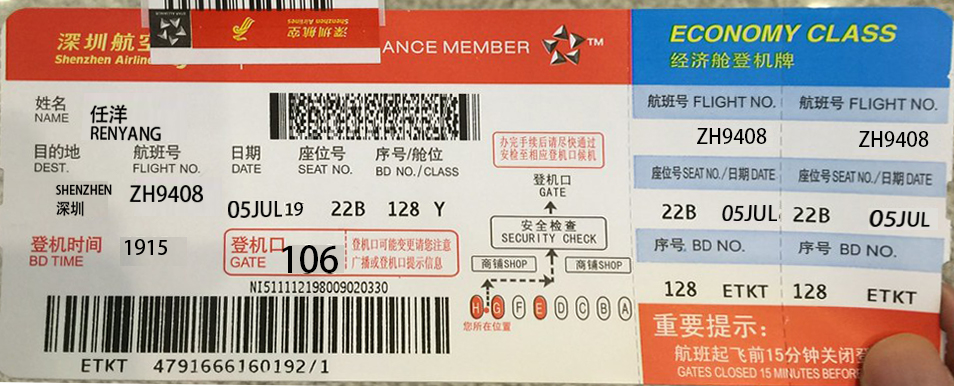 深圳航空
Shenzhen Airlines
深圳航空
Shenzhen Airlines
ANCE MEMBER
TM
ECONOMY CLASS
经济舱登机牌
姓名
NAME
任洋
RENYANG
目的地
DEST.
航班号
FLIGHT NO.
日期
DATE
座位号
SEAT NO.
序号/舱位
BD NO./CLASS
SHENZHEN
深圳
ZH9408
05JUL19
22B
128 Y
登机时间
BD TIME
1915
登机口
GATE
106
登机口可能变更请您注意
广播或登机口提示信息
办完手续后请尽快通过
安检至相应登机口候机
登机口
GATE
安全检查
SECURITY CHECK
商铺SHOP
商铺SHOP
H G F E D C B A
您所在位置
NI511112198009020330
ETKT 4791666160192/1
航班号 FLIGHT NO.
航班号 FLIGHT NO.
ZH9408
ZH9408
座位号SEAT NO./日期 DATE
座位号SEAT NO./日期 DATE
22B 05JUL
22B 05JUL
序号 BD NO.
序号 BD NO.
128 ETKT
128 ETKT
重要提示：
航班起飞前15分钟关闭登
GATES CLOSED 15 MINUTES BEFORE